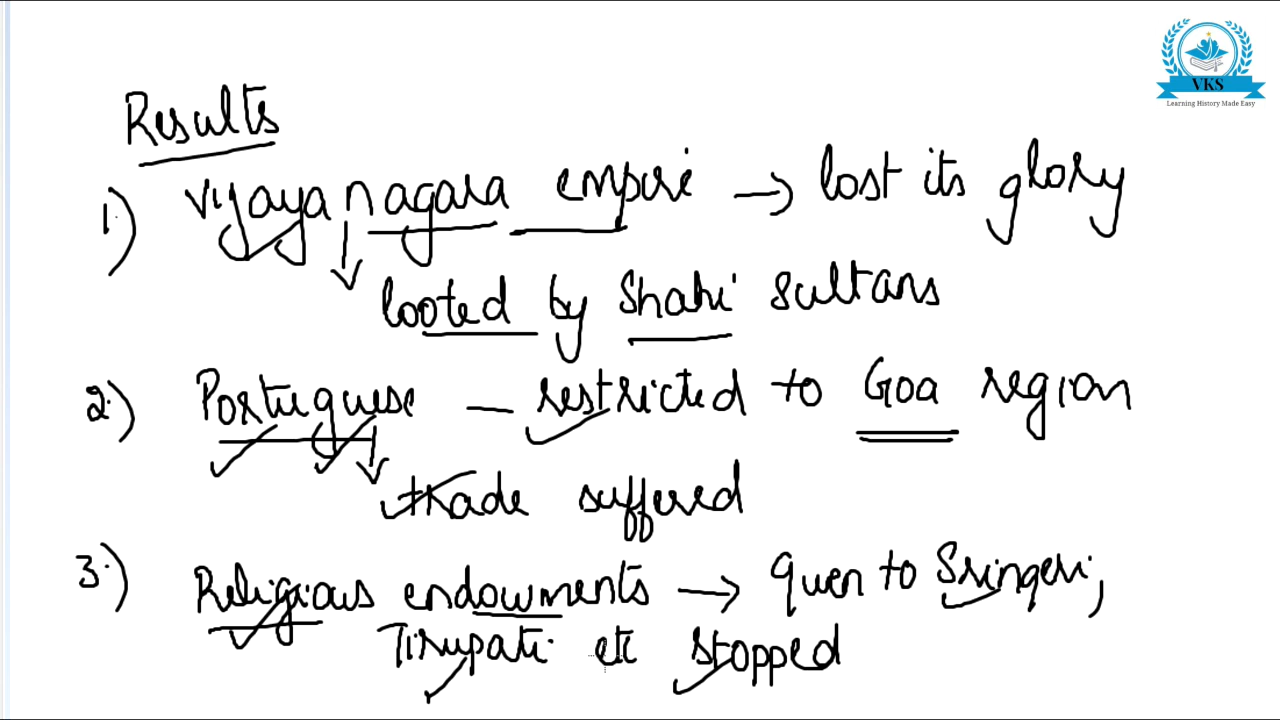 VKS
Learning History Made Easy
Results
1.) Vijayanagara empire → lost its glory
↓ looted by Shahi Sultans
2.) Portuguese — restricted to Goa region
↓ trade suffered
3.) Religious endowments → given to Sringeri,
Tirupati etc stopped